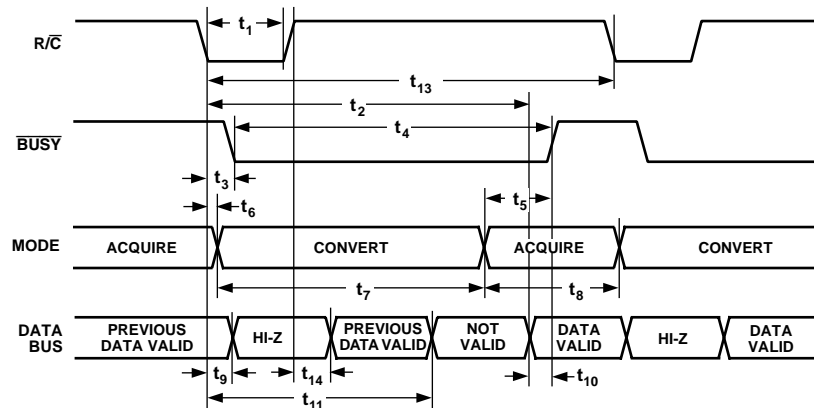 t1
R/C̅
t13
t2
t4
B̅U̅S̅Y̅
t3
t5
t6
MODE
ACQUIRE
CONVERT
ACQUIRE
CONVERT
t7
t8
DATA
BUS
PREVIOUS
DATA VALID
HI-Z
PREVIOUS
DATA VALID
NOT
VALID
DATA
VALID
HI-Z
DATA
VALID
t9
t14
t10
t11